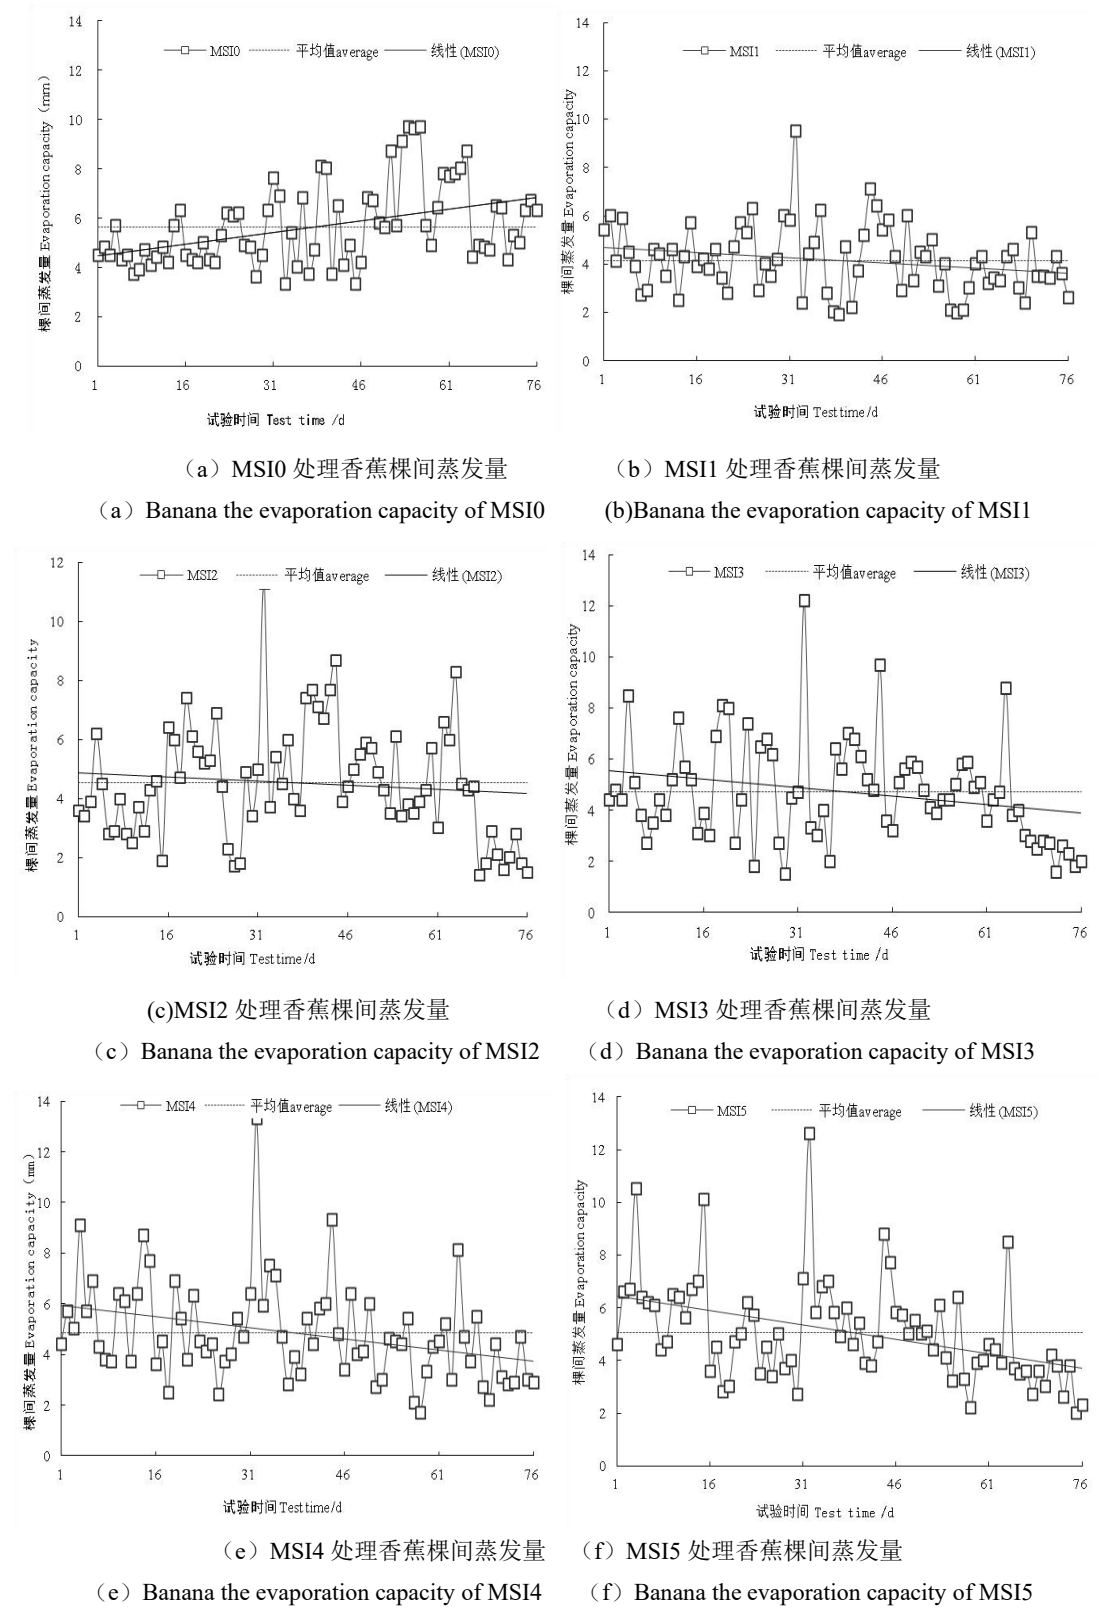 14
12
10
8
6
4
2
0
MSI0 平均值average 线性(MSI0)
棵间蒸发量 Evaporation capacity（mm）
1 16 31 46 61 76
试验时间 Test time /d
14
12
10
8
6
4
2
0
MSI1 平均值average 线性(MSI1)
棵间蒸发量 Evaporation capacity
1 16 31 46 61 76
试验时间 Testtime/d
（a）MSI0 处理香蕉棵间蒸发量 （b）MSI1 处理香蕉棵间蒸发量
（a）Banana the evaporation capacity of MSI0 (b)Banana the evaporation capacity of MSI1
12
10
8
6
4
2
0
MSI2 平均值average 线性(MSI2)
棵间蒸发量 Evaporation capacity
1 16 31 46 61 76
试验时间 Testtime/d
14
12
10
8
6
4
2
0
MSI3 平均值average 线性(MSI3)
棵间蒸发量 Evaporation capacity
1 16 31 46 61 76
试验时间 Test time /d
(c)MSI2 处理香蕉棵间蒸发量 （d）MSI3 处理香蕉棵间蒸发量
（c）Banana the evaporation capacity of MSI2 （d）Banana the evaporation capacity of MSI3
14
12
10
8
6
4
2
0
MSI4 平均值average 线性(MSI4)
棵间蒸发量 Evaporation capacity（mm）
1 16 31 46 61 76
试验时间 Testtime/d
14
12
10
8
6
4
2
0
MSI5 平均值average 线性(MSI5)
棵间蒸发量 Evaporation capacity
1 16 31 46 61 76
试验时间 Test time /d
（e）MSI4 处理香蕉棵间蒸发量 （f）MSI5 处理香蕉棵间蒸发量
（e）Banana the evaporation capacity of MSI4 （f）Banana the evaporation capacity of MSI5